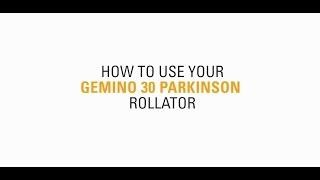 HOW TO USE YOUR
GEMINO 30 PARKINSON
ROLLATOR